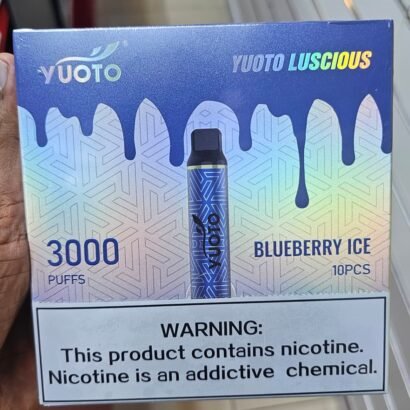 YUOTO
YUOTO LUSCIOUS
YUOTO
3000
PUFFS
BLUEBERRY ICE
10PCS
WARNING:
This product contains nicotine.
Nicotine is an addictive chemical.